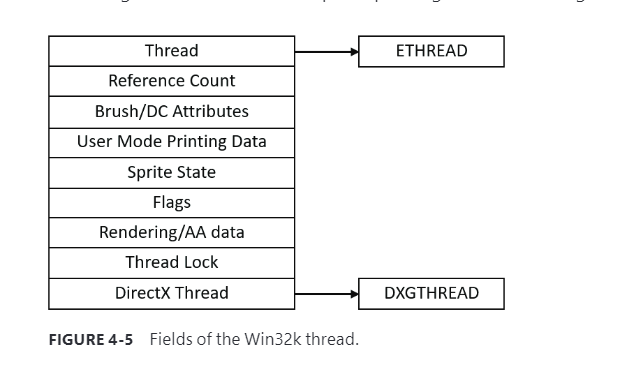 Thread
ETHREAD
Reference Count
Brush/DC Attributes
User Mode Printing Data
Sprite State
Flags
Rendering/AA data
Thread Lock
DirectX Thread
DXGTHREAD
FIGURE 4-5 Fields of the Win32k thread.